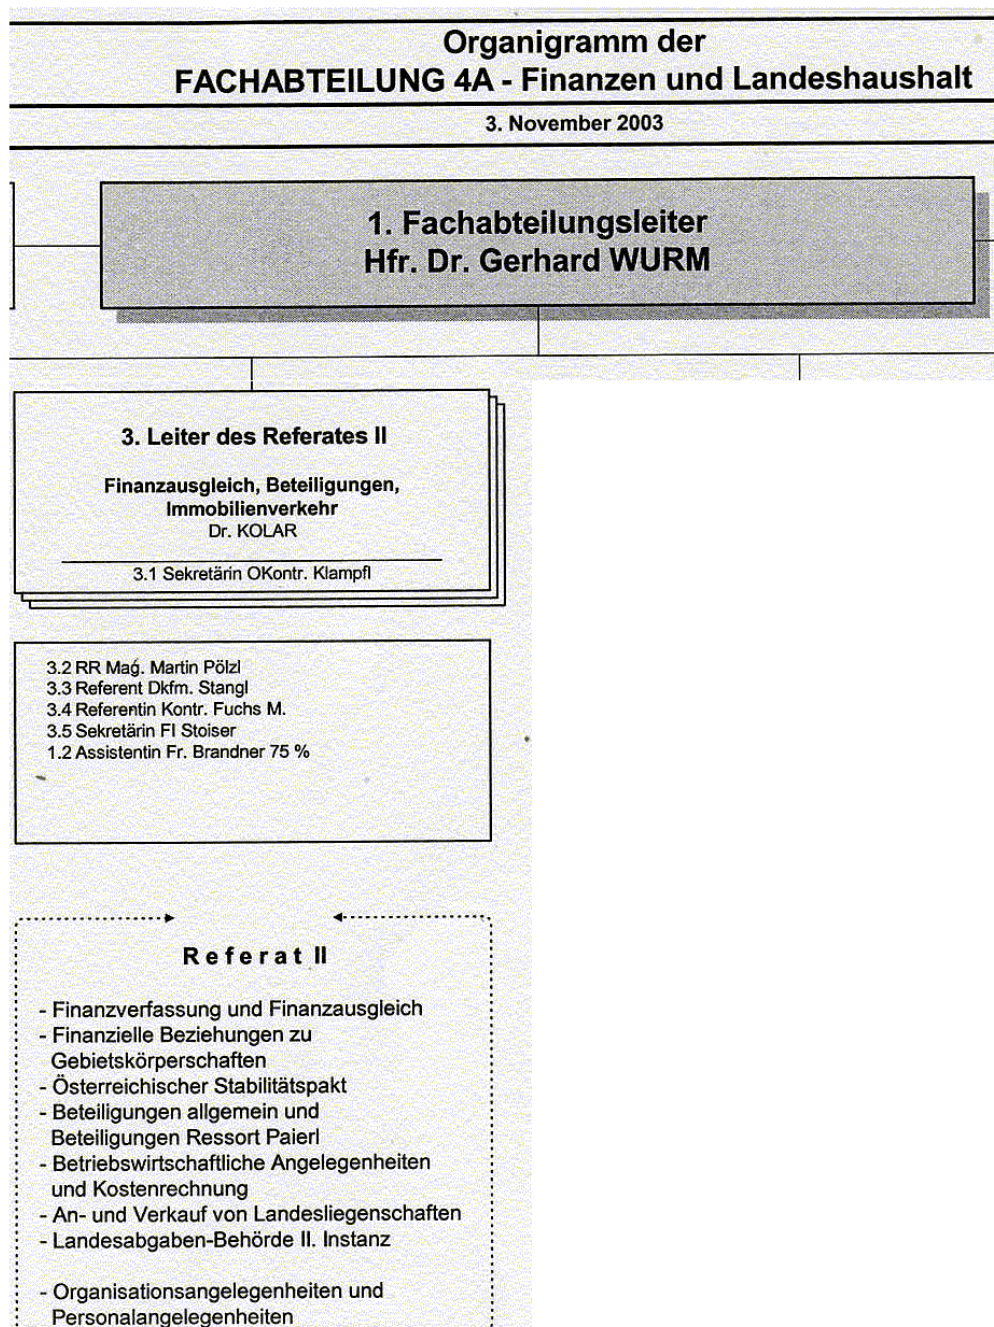 Organigramm der
FACHABTEILUNG 4A - Finanzen und Landeshaushalt
3. November 2003
1. Fachabteilungsleiter
Hfr. Dr. Gerhard WURM
3. Leiter des Referates II
Finanzausgleich, Beteiligungen,
Immobilienverkehr
Dr. KOLAR
3.1 Sekretärin OKontr. Klampfl
3.2 RR Mag. Martin Pölzl
3.3 Referent Dkfm. Stangl
3.4 Referentin Kontr. Fuchs M.
3.5 Sekretärin FI Stoiser
1.2 Assistentin Fr. Brandner 75 %
Referat II
- Finanzverfassung und Finanzausgleich
- Finanzielle Beziehungen zu
Gebietskörperschaften
- Österreichischer Stabilitätspakt
- Beteiligungen allgemein und
Beteiligungen Ressort Paierl
- Betriebswirtschaftliche Angelegenheiten
und Kostenrechnung
- An- und Verkauf von Landesliegenschaften
- Landesabgaben-Behörde II. Instanz
- Organisationsangelegenheiten und
Personalangelegenheiten